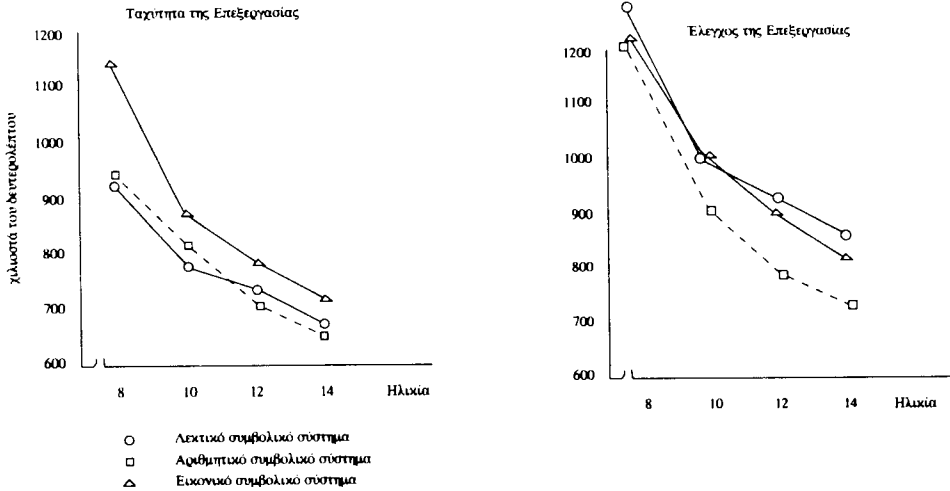 Ταχύτητα της Επεξεργασίας
χιλιοστά του δευτερολέπτου
1200
1100
1000
900
800
700
600
8 10 12 14 Ηλικία
Έλεγχος της Επεξεργασίας
1200
1100
1000
900
800
700
600
8 10 12 14 Ηλικία
Λεκτικό συμβολικό σύστημα
Αριθμητικό συμβολικό σύστημα
Εικονικό συμβολικό σύστημα